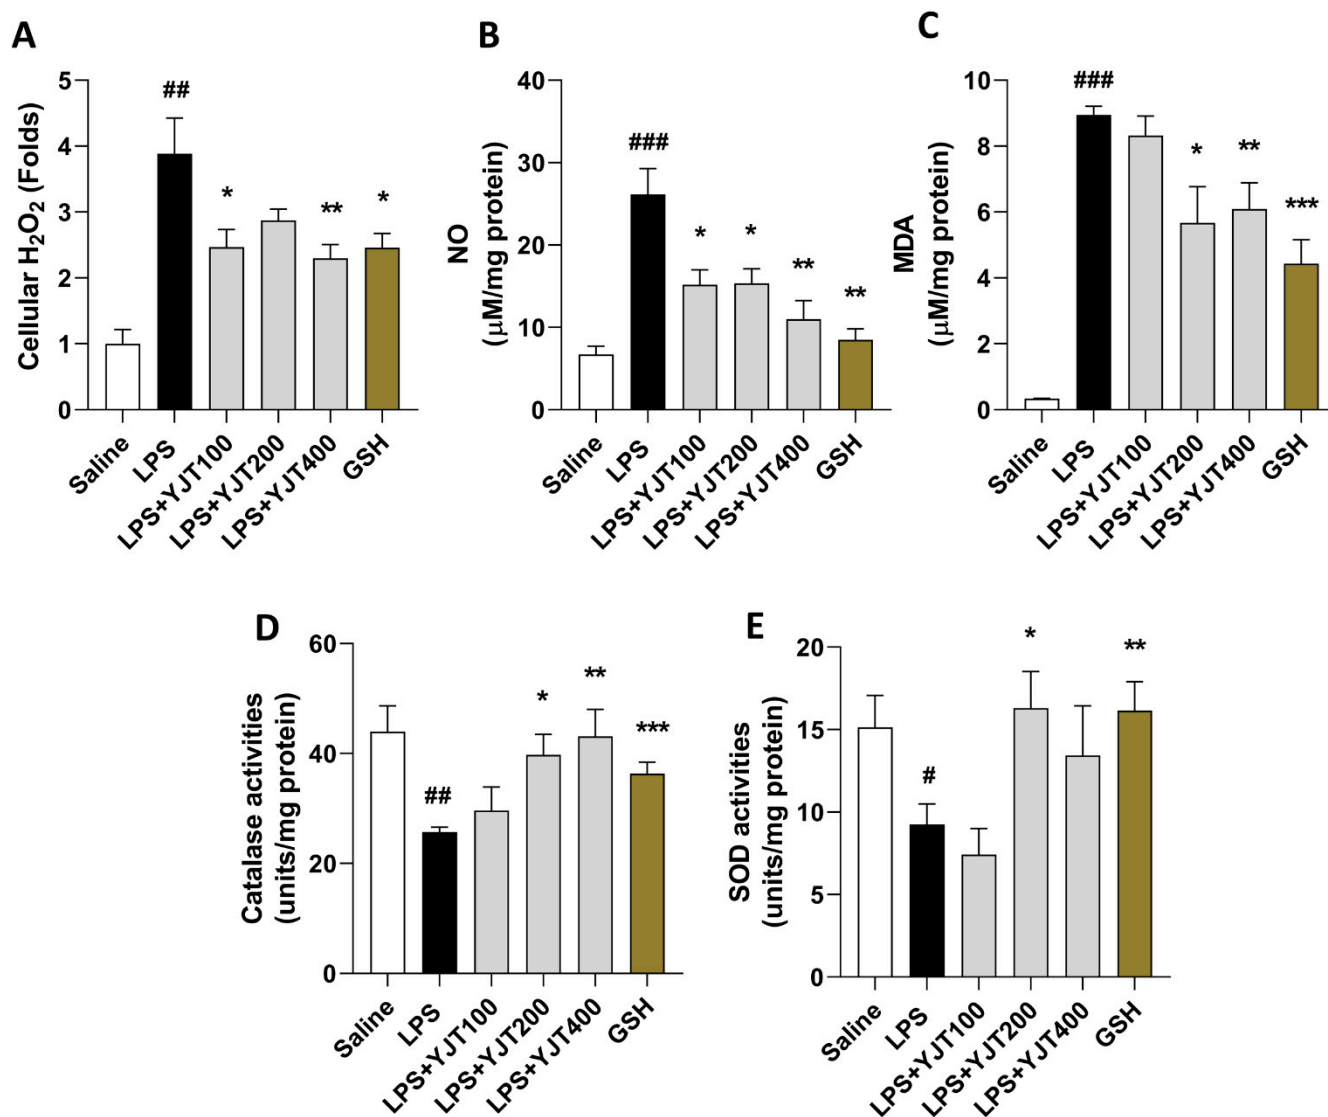 A
Cellular H₂O₂ (Folds)
5
4
3
2
1
0
##
*
**
*
Saline
LPS
LPS+YJT100
LPS+YJT200
LPS+YJT400
GSH
B
NO
(μM/mg protein)
40
30
20
10
0
###
*
*
**
**
Saline
LPS
LPS+YJT100
LPS+YJT200
LPS+YJT400
GSH
C
MDA
(μM/mg protein)
10
8
6
4
2
0
###
*
**
***
Saline
LPS
LPS+YJT100
LPS+YJT200
LPS+YJT400
GSH
D
Catalase activities
(units/mg protein)
60
40
20
0
##
*
**
***
Saline
LPS
LPS+YJT100
LPS+YJT200
LPS+YJT400
GSH
E
SOD activities
(units/mg protein)
20
15
10
5
0
#
*
**
Saline
LPS
LPS+YJT100
LPS+YJT200
LPS+YJT400
GSH